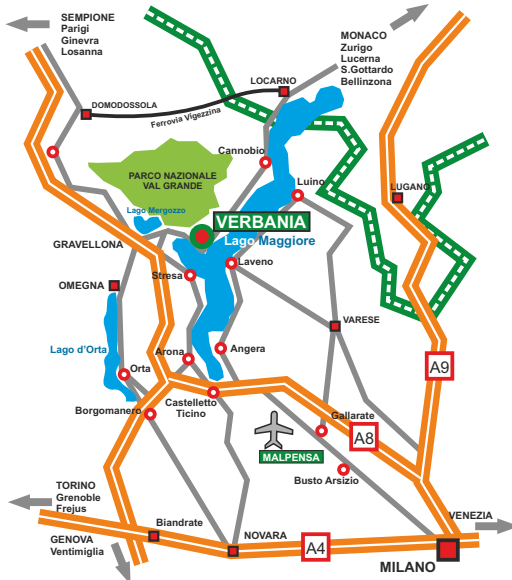 SEMPIONE
Parigi
Ginevra
Losanna
MONACO
Zurigo
Lucerna
S.Gottardo
Bellinzona
LOCARNO
DOMODOSSOLA
Ferrovia Vigezzina
Cannobio
PARCO NAZIONALE
VAL GRANDE
Luino
LUGANO
Lago Mergozzo
VERBANIA
Lago Maggiore
GRAVELLONA
Laveno
Stresa
OMEGNA
VARESE
Lago d'Orta
Arona
Angera
A9
Orta
Castelletto
Ticino
Borgomanero
Gallarate
A8
MALPENSA
Busto Arsizio
TORINO
Grenoble
Frejus
VENEZIA
Biandrate
NOVARA
A4
GENOVA
Ventimiglia
MILANO